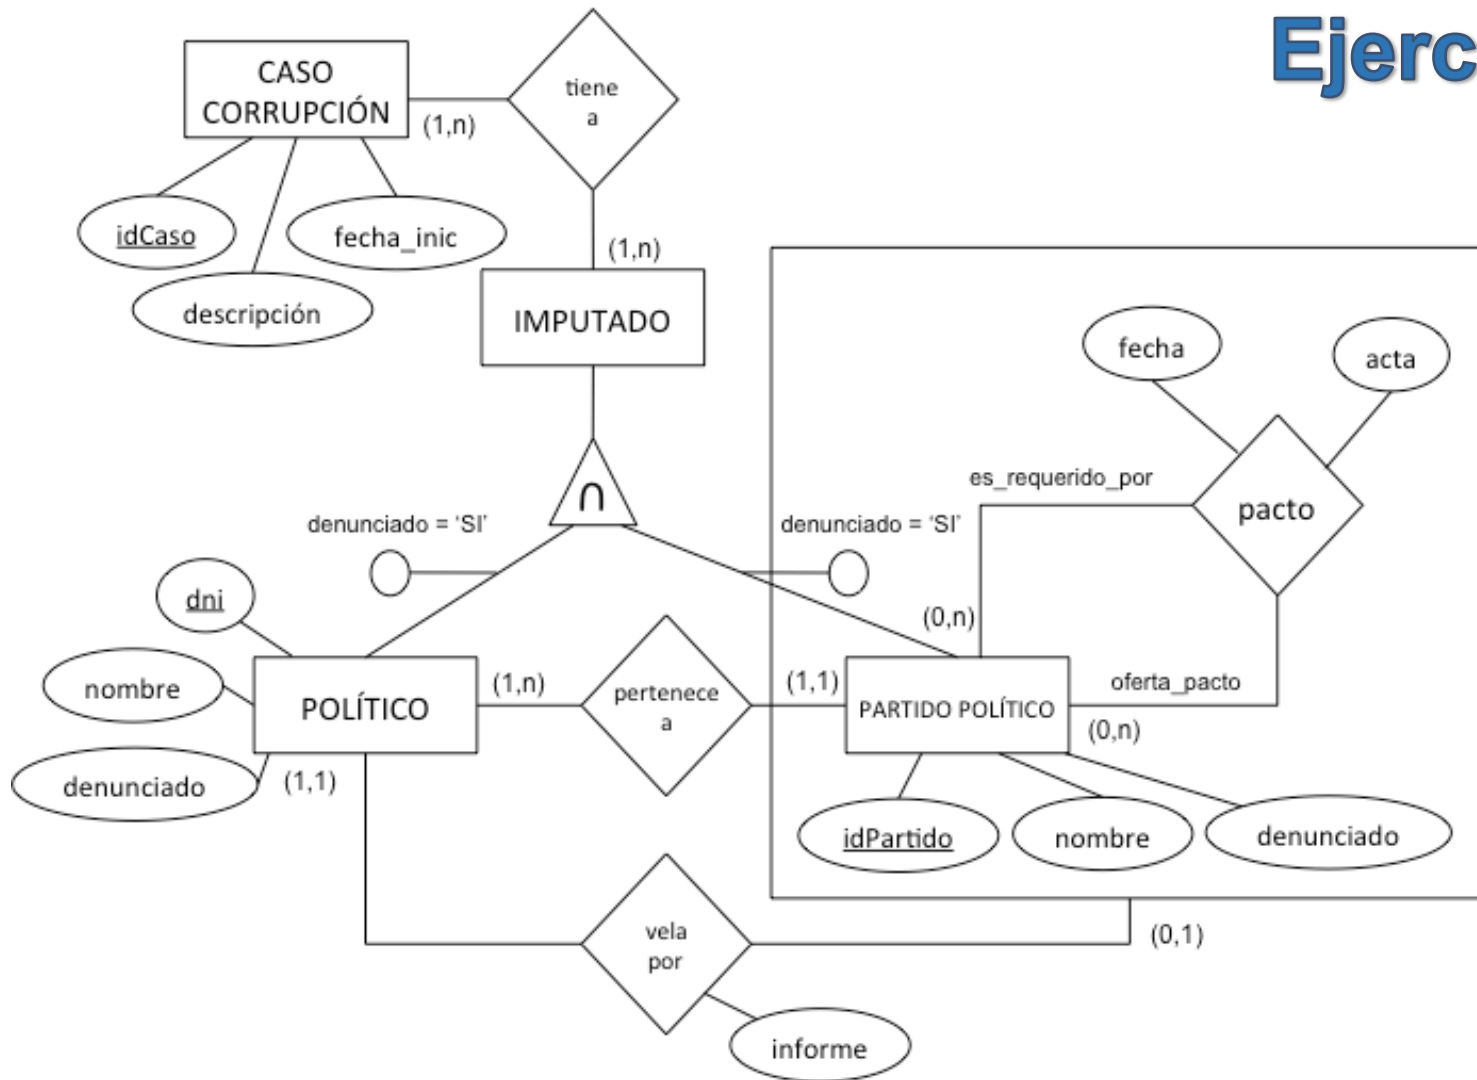 Ejerc
CASO
CORRUPCIÓN
tiene
a
(1,n)
idCaso
fecha_inic
descripción
(1,n)
IMPUTADO
fecha
acta
es_requerido_por
pacto
∩
denunciado = ‘SI’
denunciado = ‘SI’
dni
(0,n)
nombre
POLÍTICO
(1,n)
pertenece
a
(1,1)
PARTIDO POLÍTICO
oferta_pacto
(0,n)
denunciado
(1,1)
idPartido
nombre
denunciado
vela
por
(0,1)
informe